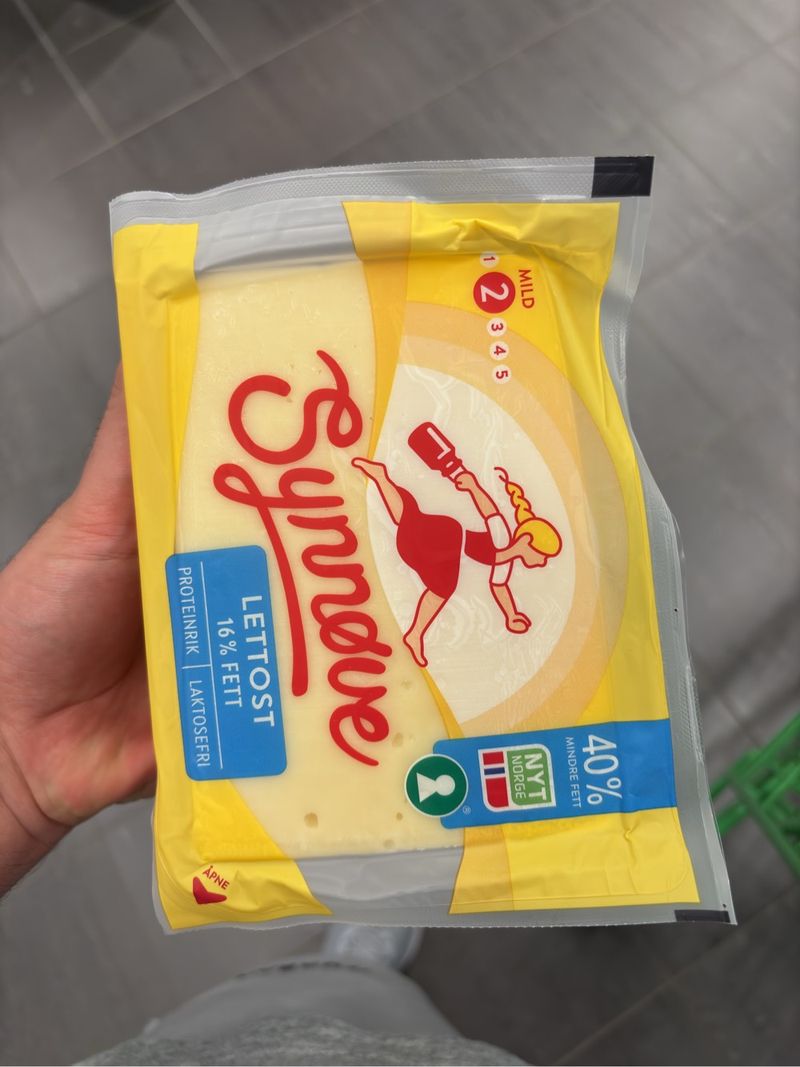 MILD
1 2 3 4 5
Synnøve
LETTOST
16% FETT
PROTEINRIK | LAKTOSEFRI
40%
MINDRE FETT
NYT
NORGE
®
ÅPNE